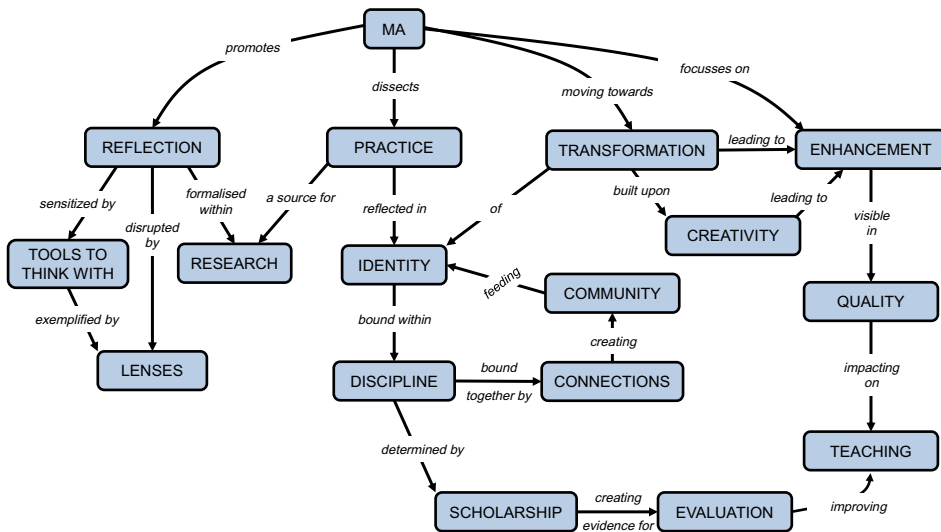 MA
promotes
focusses on
dissects
moving towards
REFLECTION
PRACTICE
TRANSFORMATION
leading to
ENHANCEMENT
sensitized by
disrupted
by
formalised
within
a source for
reflected in
of
built upon
leading to
visible
in
TOOLS TO
THINK WITH
RESEARCH
IDENTITY
CREATIVITY
feeding
COMMUNITY
QUALITY
exemplified by
bound within
creating
LENSES
DISCIPLINE
bound
together by
CONNECTIONS
impacting
on
determined by
TEACHING
SCHOLARSHIP
creating
evidence for
EVALUATION
improving